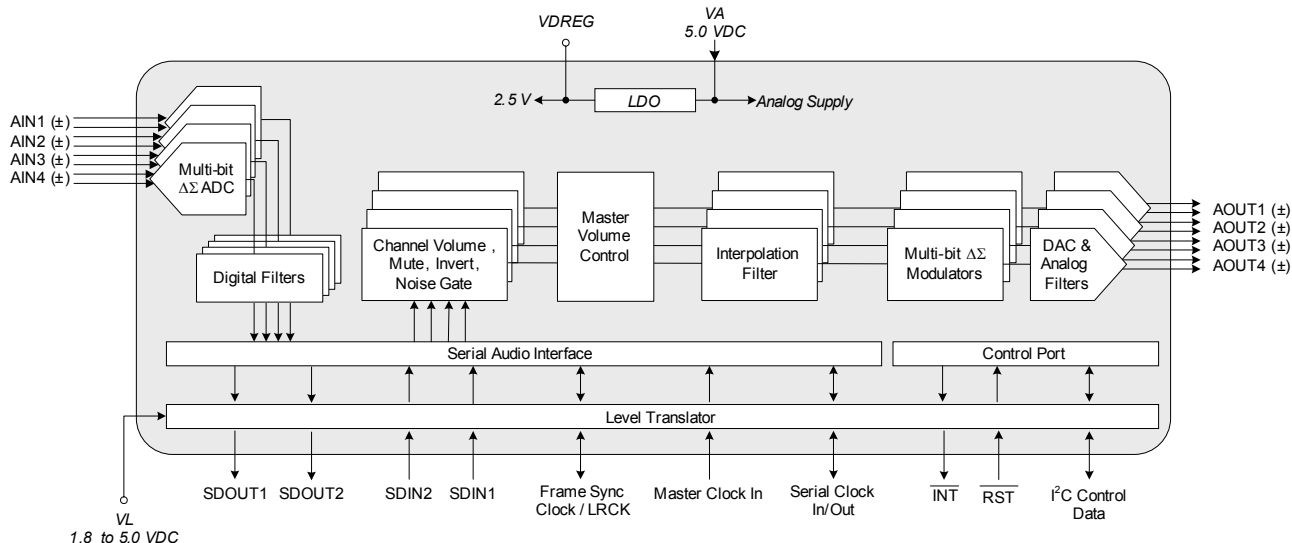 VDREG
VA
5.0 VDC
2.5 V
LDO
Analog Supply
AIN1 (±)
AIN2 (±)
AIN3 (±)
AIN4 (±)
Multi-bit
ΔΣ ADC
Digital Filters
Channel Volume ,
Mute, Invert,
Noise Gate
Master
Volume
Control
Interpolation
Filter
Multi-bit ΔΣ
Modulators
DAC &
Analog
Filters
AOUT1 (±)
AOUT2 (±)
AOUT3 (±)
AOUT4 (±)
Serial Audio Interface
Control Port
Level Translator
SDOUT1
SDOUT2
SDIN2
SDIN1
Frame Sync
Clock / LRCK
Master Clock In
Serial Clock
In/Out
INT
RST
I²C Control
Data
VL
1.8 to 5.0 VDC